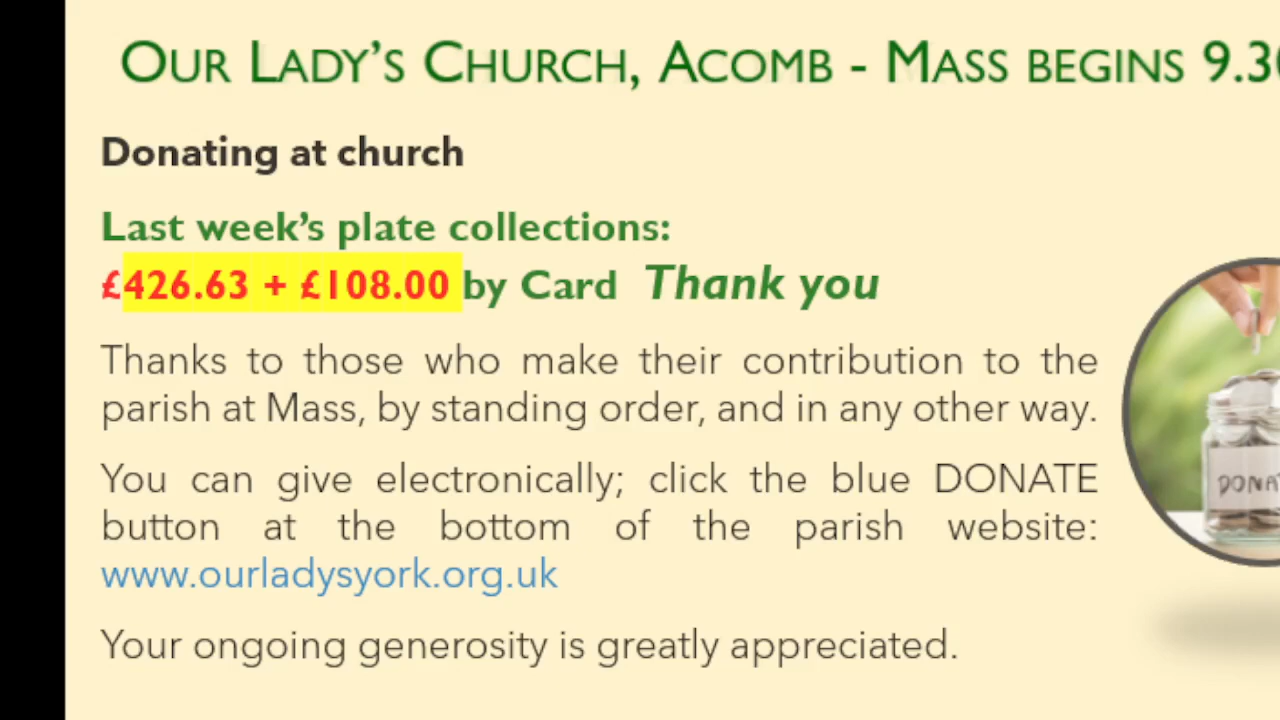 OUR LADY'S CHURCH, ACOMB - MASS BEGINS 9.30
Donating at church
Last week's plate collections:
£426.63 + £108.00 by Card Thank you
Thanks to those who make their contribution to the
parish at Mass, by standing order, and in any other way.
You can give electronically; click the blue DONATE
button at the bottom of the parish website:
www.ourladysyork.org.uk
Your ongoing generosity is greatly appreciated.